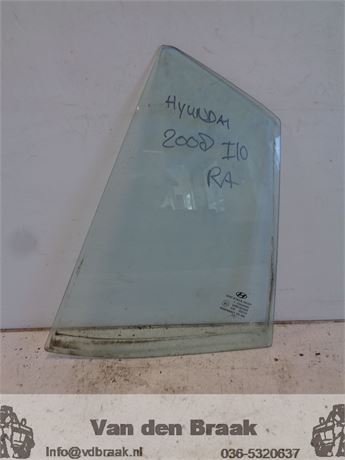 HYUNDAI
2008 I10
RA
Van den Braak
Info@vdbraak.nl
036-5320637